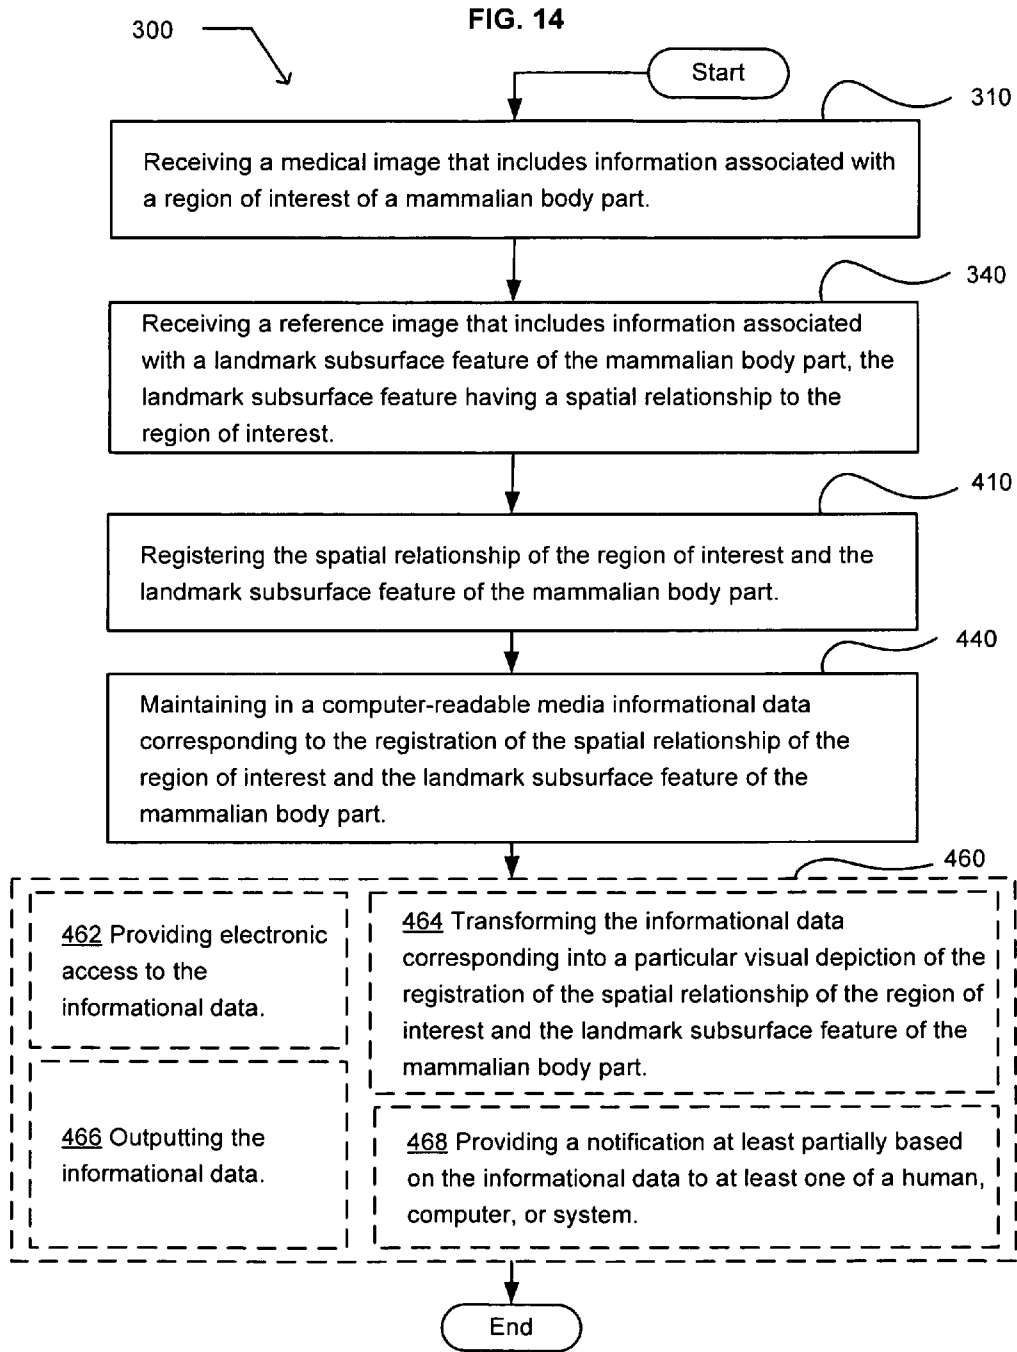 FIG. 14
300
Start
310
Receiving a medical image that includes information associated with
a region of interest of a mammalian body part.
340
Receiving a reference image that includes information associated
with a landmark subsurface feature of the mammalian body part, the
landmark subsurface feature having a spatial relationship to the
region of interest.
410
Registering the spatial relationship of the region of interest and the
landmark subsurface feature of the mammalian body part.
440
Maintaining in a computer-readable media informational data
corresponding to the registration of the spatial relationship of the
region of interest and the landmark subsurface feature of the
mammalian body part.
460
462 Providing electronic
access to the
informational data.
464 Transforming the informational data
corresponding into a particular visual depiction of the
registration of the spatial relationship of the region of
interest and the landmark subsurface feature of the
mammalian body part.
466 Outputting the
informational data.
468 Providing a notification at least partially based
on the informational data to at least one of a human,
computer, or system.
End